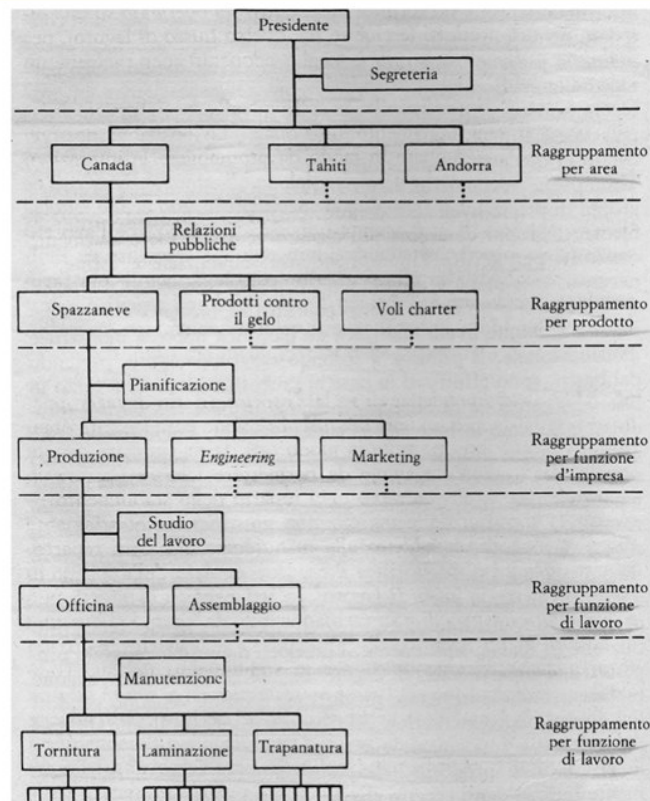 Presidente
Segreteria
Canada
Tahiti
Andorra
Raggruppamento
per area
Relazioni
pubbliche
Spazzaneve
Prodotti contro
il gelo
Voli charter
Raggruppamento
per prodotto
Pianificazione
Produzione
Engineering
Marketing
Raggruppamento
per funzione
d'impresa
Studio
del lavoro
Officina
Assemblaggio
Raggruppamento
per funzione
di lavoro
Manutenzione
Tornitura
Laminazione
Trapanatura
Raggruppamento
per funzione
di lavoro